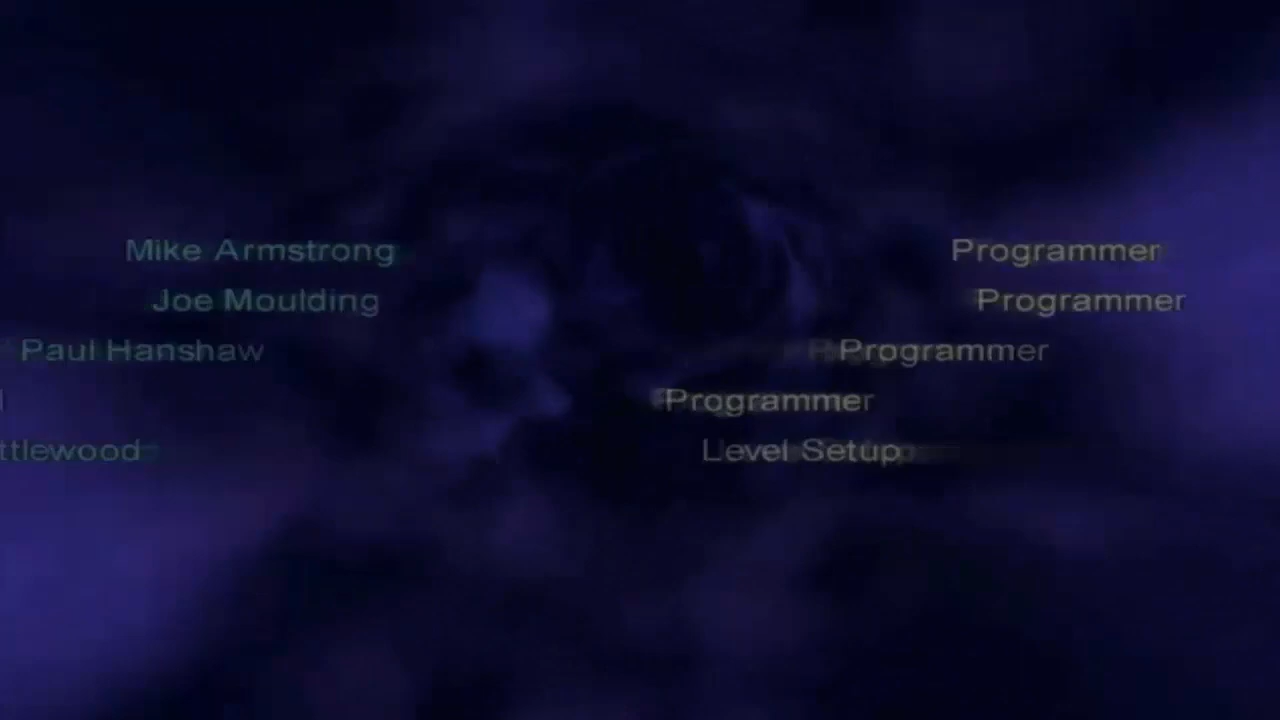 Mike Armstrong Programmer
Joe Moulding Programmer
Paul Hanshaw Programmer
Programmer
ttlewood Level Setup